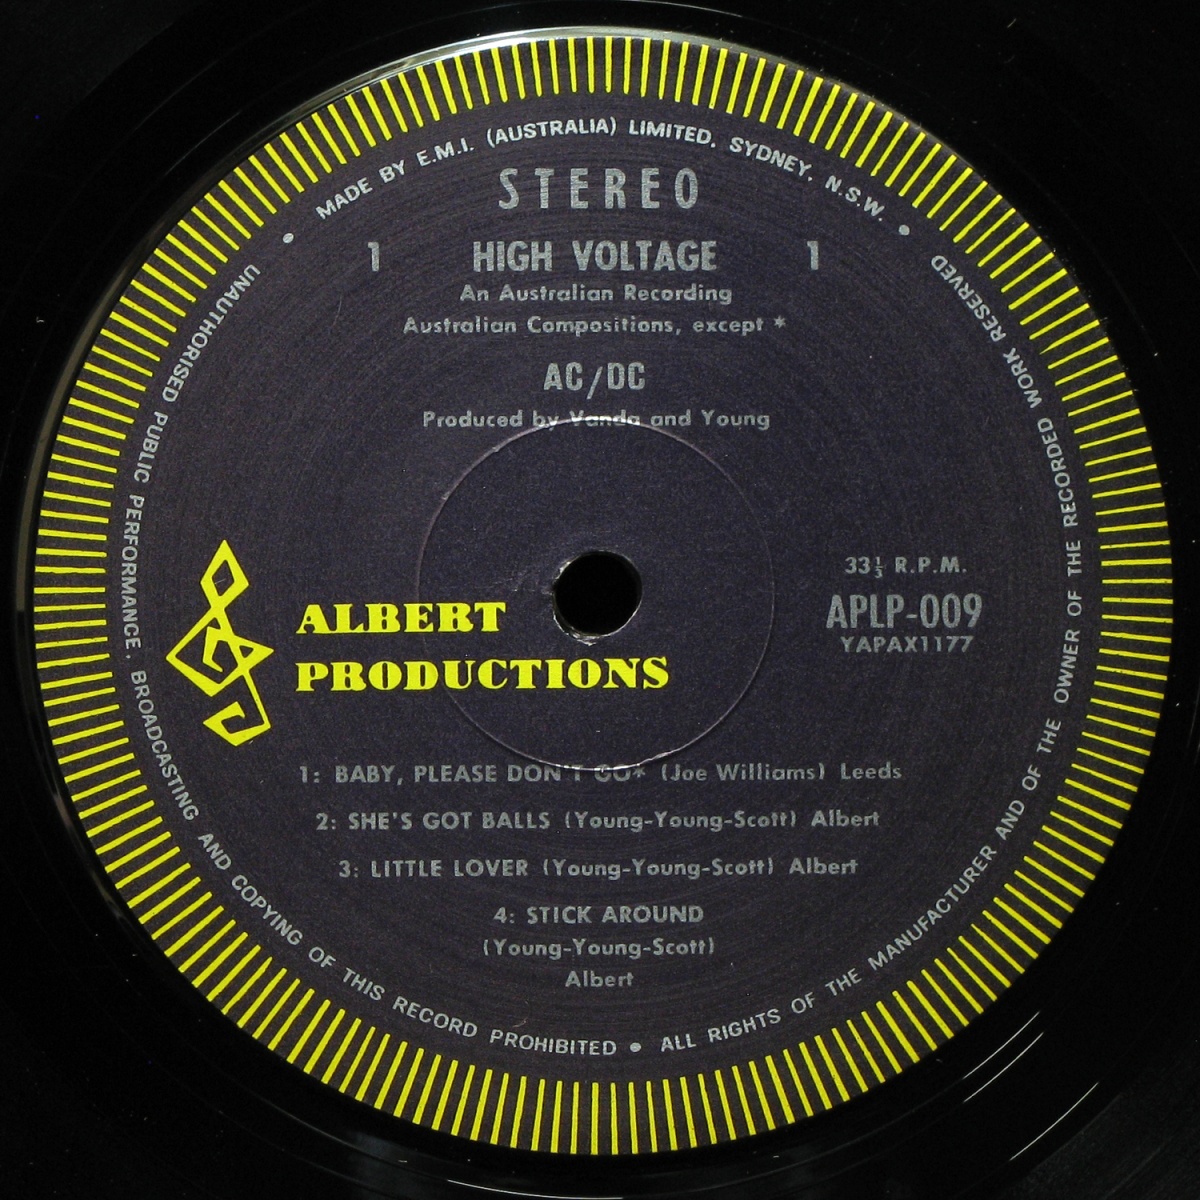 MADE BY E.M.I. (AUSTRALIA) LIMITED. SYDNEY. N.S.W.
STEREO
1 HIGH VOLTAGE 1
An Australian Recording
Australian Compositions, except *
AC/DC
Produced by Vanda and Young
33⅓ R.P.M.
APLP-009
YAPAX1177
ALBERT
PRODUCTIONS
1: BABY, PLEASE DON'T GO* (Joe Williams) Leeds
2: SHE'S GOT BALLS (Young-Young-Scott) Albert
3: LITTLE LOVER (Young-Young-Scott) Albert
4: STICK AROUND
(Young-Young-Scott)
Albert
UNAUTHORISED PUBLIC PERFORMANCE. BROADCASTING AND COPYING OF THIS RECORD PROHIBITED • ALL RIGHTS OF THE MANUFACTURER AND OF THE OWNER OF THE RECORDED WORK RESERVED